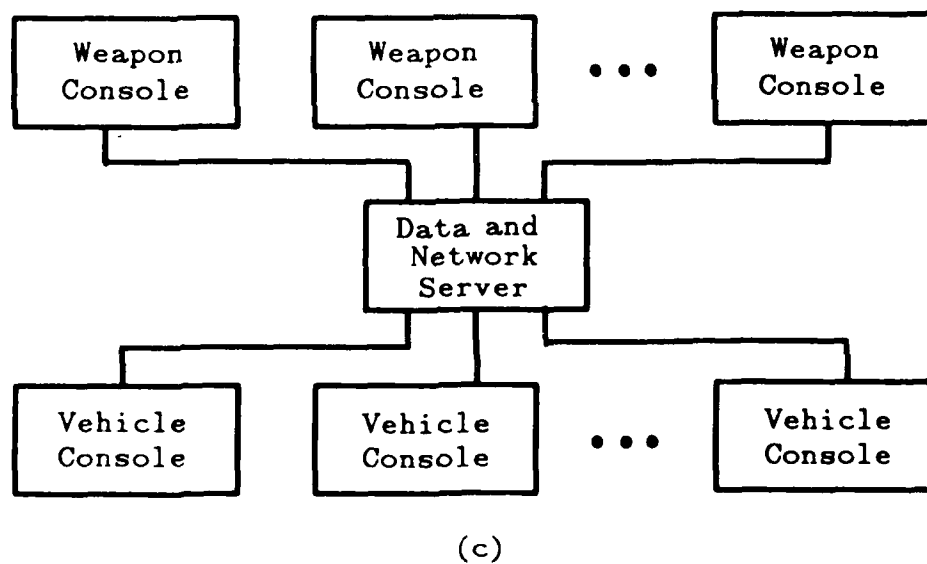 Weapon
Console
Weapon
Console
Weapon
Console
Data and
Network
Server
Vehicle
Console
Vehicle
Console
Vehicle
Console
(c)